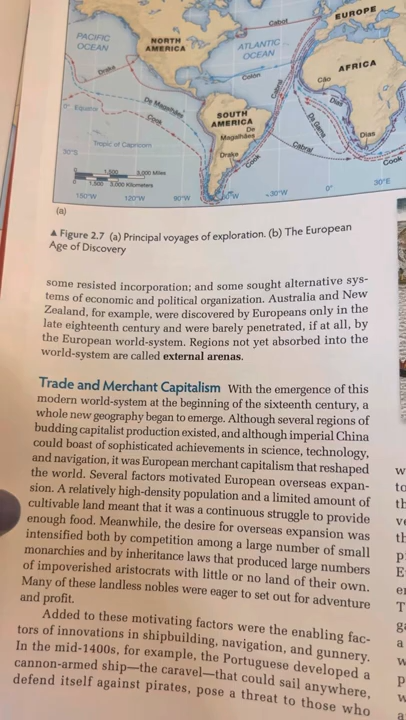 EUROPE
Cabot
PACIFIC
OCEAN
NORTH
AMERICA
ATLANTIC
OCEAN
AFRICA
Drake
Colón
Cabral
Cão
Dias
De Magalhães
Cook
SOUTH
AMERICA
De
Magalhães
Da Gama
Dias
Tropic of Capricorn
Drake
Cook
Cabral
Cook
30°S
1,500 3,000 Miles
1,500 3,000 Kilometers
150°W 120°W 90°W 60°W 30°W 0° 30°E
(a)
▲ Figure 2.7 (a) Principal voyages of exploration. (b) The European
Age of Discovery
some resisted incorporation; and some sought alternative sys-
tems of economic and political organization. Australia and New
Zealand, for example, were discovered by Europeans only in the
late eighteenth century and were barely penetrated, if at all, by
the European world-system. Regions not yet absorbed into the
world-system are called external arenas.
Trade and Merchant Capitalism With the emergence of this
modern world-system at the beginning of the sixteenth century, a
whole new geography began to emerge. Although several regions of
budding capitalist production existed, and although imperial China
could boast of sophisticated achievements in science, technology,
and navigation, it was European merchant capitalism that reshaped
the world. Several factors motivated European overseas expan-
sion. A relatively high-density population and a limited amount of
cultivable land meant that it was a continuous struggle to provide
enough food. Meanwhile, the desire for overseas expansion was
intensified both by competition among a large number of small
monarchies and by inheritance laws that produced large numbers
of impoverished aristocrats with little or no land of their own.
Many of these landless nobles were eager to set out for adventure
and profit.
Added to these motivating factors were the enabling fac-
tors of innovations in shipbuilding, navigation, and gunnery.
In the mid-1400s, for example, the Portuguese developed a
cannon-armed ship—the caravel—that could sail anywhere,
defend itself against pirates, pose a threat to those who